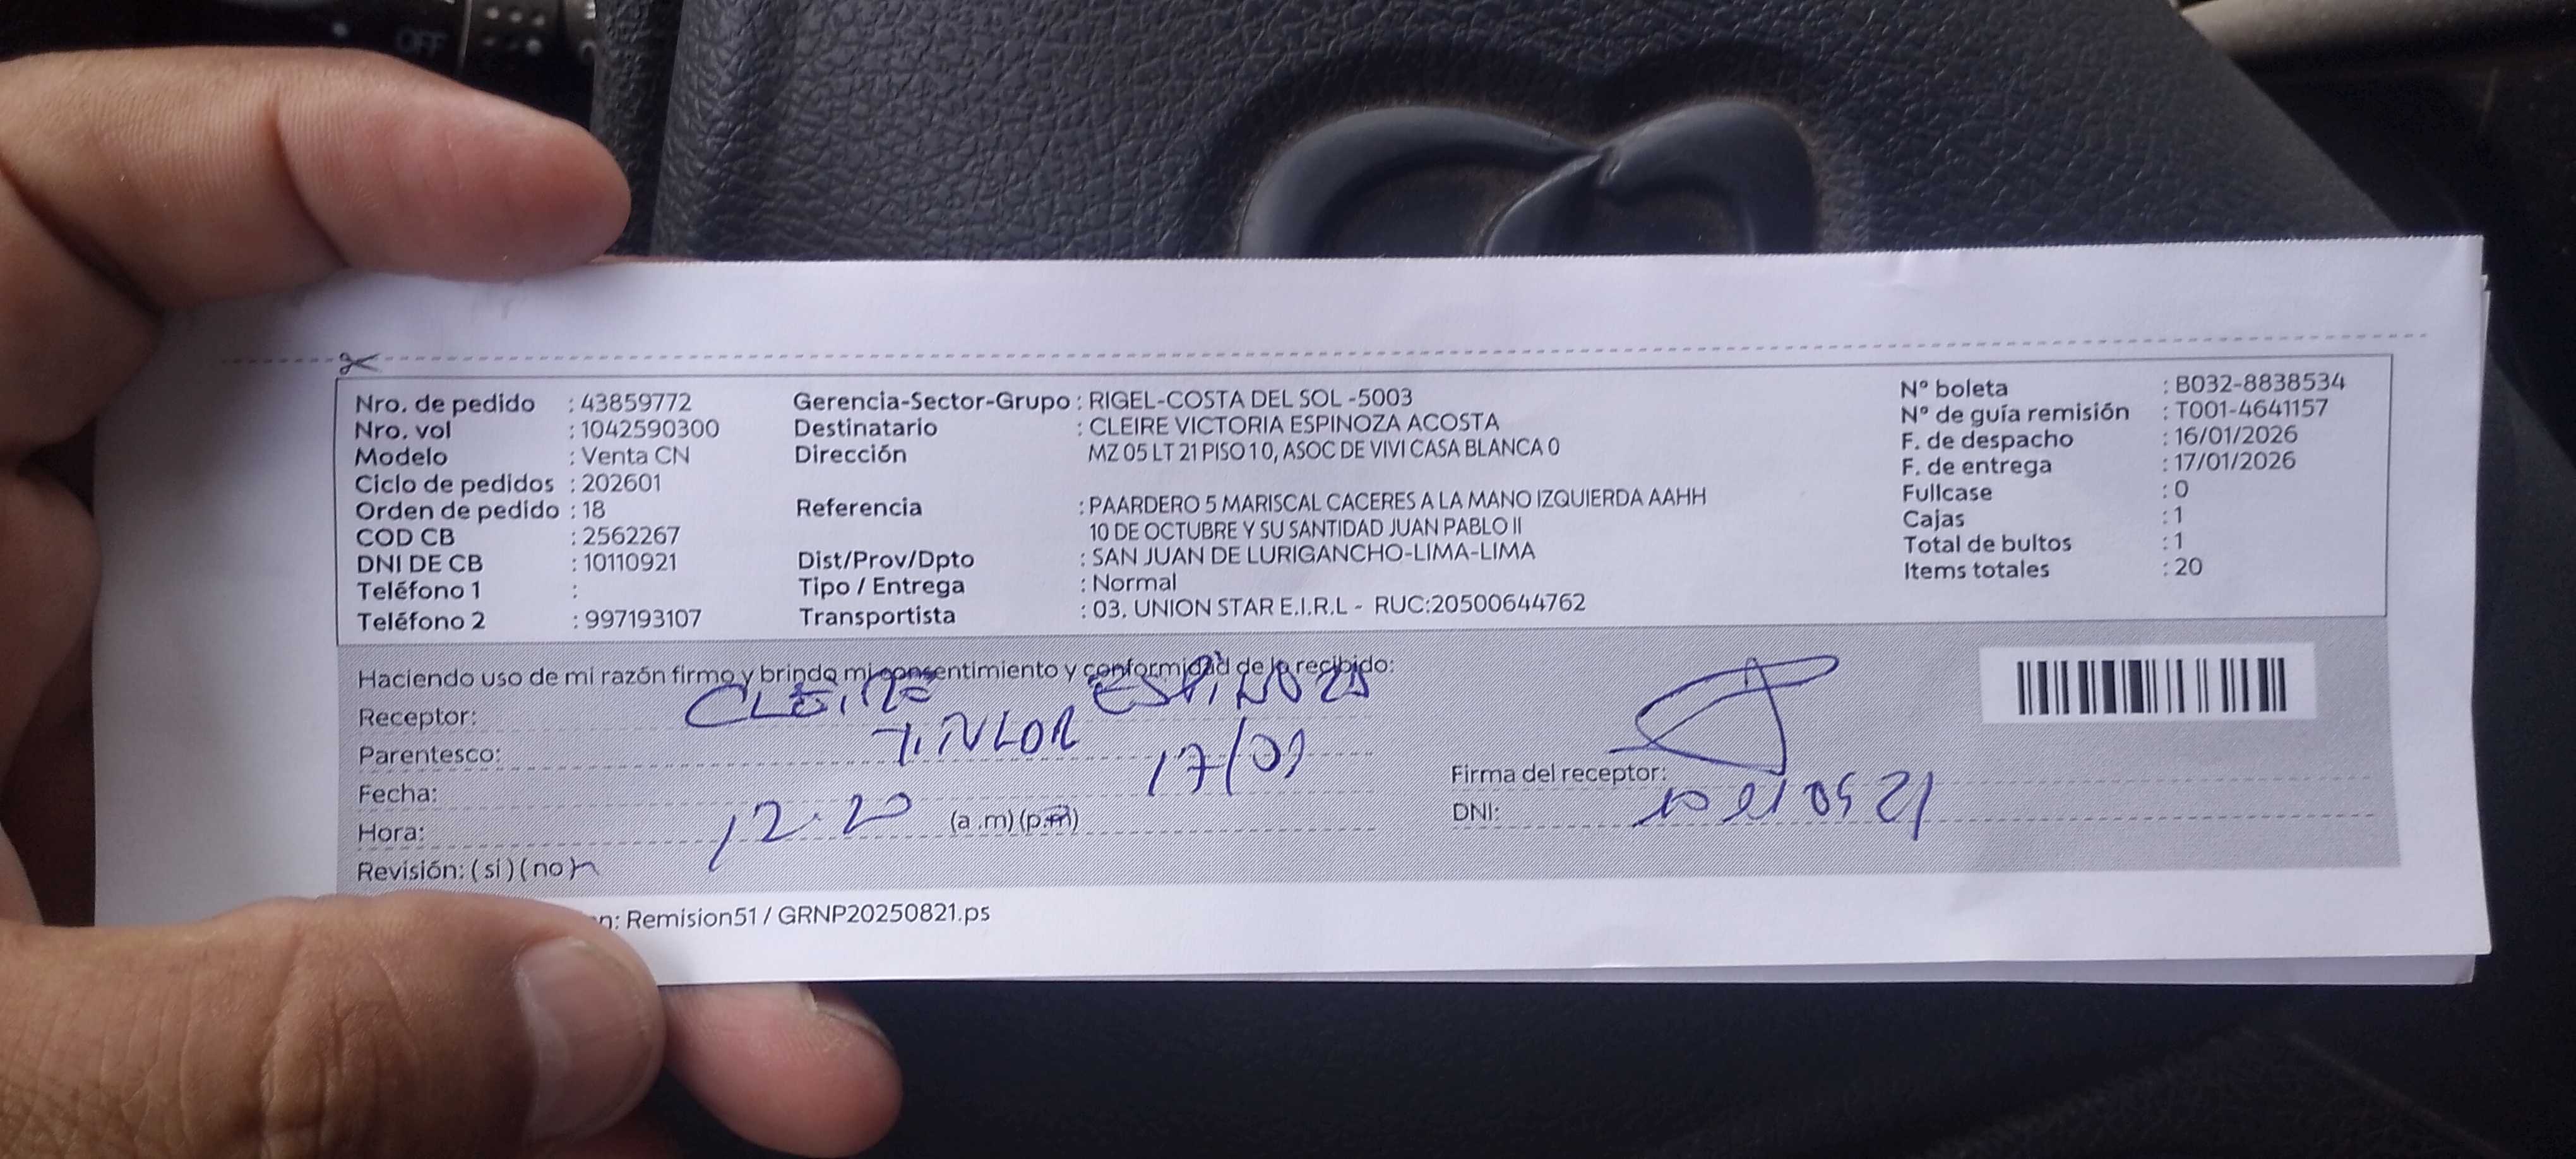 OFF
Nro. de pedido : 43859772
Nro. vol : 1042590300
Modelo : Venta CN
Ciclo de pedidos : 202601
Orden de pedido : 18
COD CB : 2562267
DNI DE CB : 10110921
Teléfono 1 :
Teléfono 2 : 997193107
Gerencia-Sector-Grupo : RIGEL-COSTA DEL SOL -5003
Destinatario : CLEIRE VICTORIA ESPINOZA ACOSTA
Dirección MZ 05 LT 21 PISO 1 0, ASOC DE VIVI CASA BLANCA 0
Referencia : PAARDERO 5 MARISCAL CACERES A LA MANO IZQUIERDA AAHH
10 DE OCTUBRE Y SU SANTIDAD JUAN PABLO II
Dist/Prov/Dpto : SAN JUAN DE LURIGANCHO-LIMA-LIMA
Tipo / Entrega : Normal
Transportista : 03. UNION STAR E.I.R.L - RUC:20500644762
N° boleta : B032-8838534
N° de guía remisión : T001-4641157
F. de despacho : 16/01/2026
F. de entrega : 17/01/2026
Fullcase : 0
Cajas : 1
Total de bultos : 1
Items totales : 20
Haciendo uso de mi razón firmo y brindo mi consentimiento y conformidad de lo recibido:
Receptor: CLEIRE ESPINOZA
Parentesco: TITULAR
Fecha: 17/01
Hora: 12.20 (a .m) (p.m)
Revisión: ( si ) ( no )
Firma del receptor:
DNI:
n: Remision51 / GRNP20250821.ps